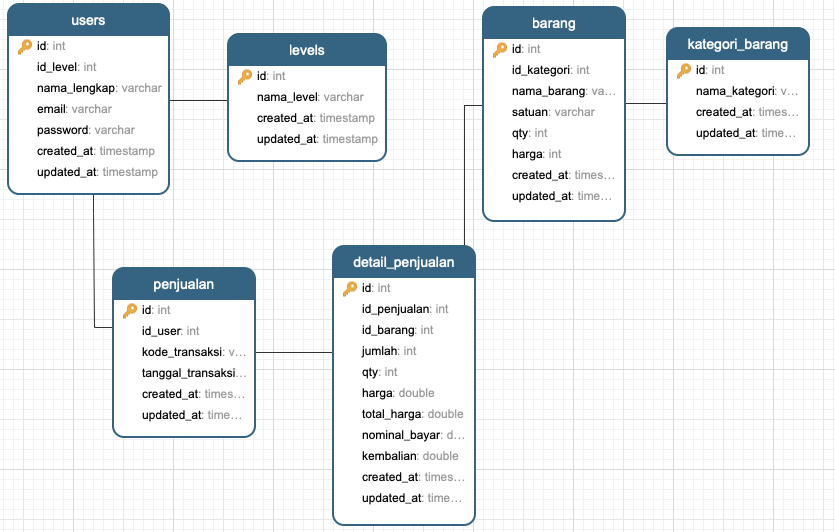 users
id: int
id_level: int
nama_lengkap: varchar
email: varchar
password: varchar
created_at: timestamp
updated_at: timestamp
levels
id: int
nama_level: varchar
created_at: timestamp
updated_at: timestamp
barang
id: int
id_kategori: int
nama_barang: va...
satuan: varchar
qty: int
harga: int
created_at: times...
updated_at: time...
kategori_barang
id: int
nama_kategori: v...
created_at: times...
updated_at: time...
penjualan
id: int
id_user: int
kode_transaksi: v...
tanggal_transaksi...
created_at: times...
updated_at: time...
detail_penjualan
id: int
id_penjualan: int
id_barang: int
jumlah: int
qty: int
harga: double
total_harga: double
nominal_bayar: d...
kembalian: double
created_at: times...
updated_at: time...